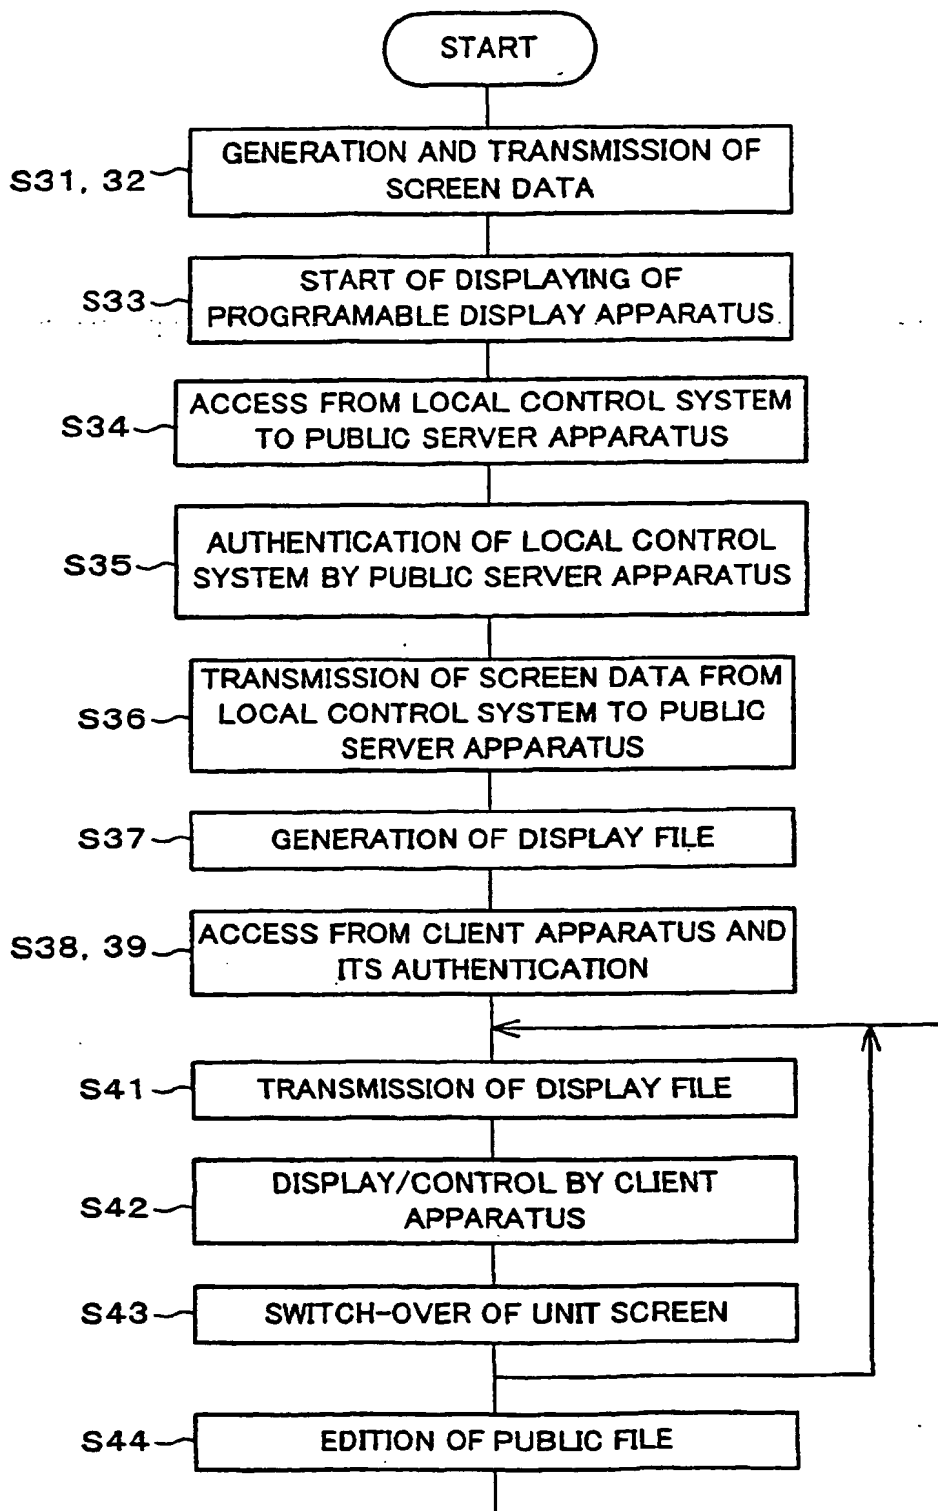 START
S31, 32
GENERATION AND TRANSMISSION OF
SCREEN DATA
S33
START OF DISPLAYING OF
PROGRRAMABLE DISPLAY APPARATUS
S34
ACCESS FROM LOCAL CONTROL SYSTEM
TO PUBLIC SERVER APPARATUS
S35
AUTHENTICATION OF LOCAL CONTROL
SYSTEM BY PUBLIC SERVER APPARATUS
S36
TRANSMISSION OF SCREEN DATA FROM
LOCAL CONTROL SYSTEM TO PUBLIC
SERVER APPARATUS
S37
GENERATION OF DISPLAY FILE
S38, 39
ACCESS FROM CLIENT APPARATUS AND
ITS AUTHENTICATION
S41
TRANSMISSION OF DISPLAY FILE
S42
DISPLAY/CONTROL BY CLIENT
APPARATUS
S43
SWITCH-OVER OF UNIT SCREEN
S44
EDITION OF PUBLIC FILE